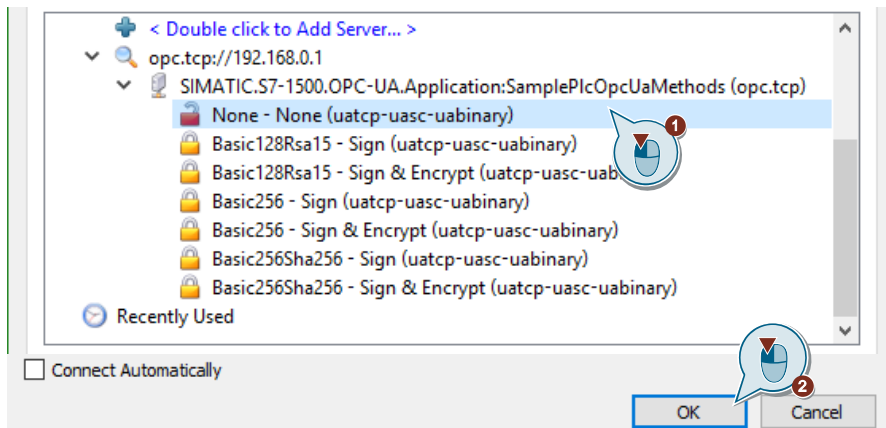 < Double click to Add Server... >
opc.tcp://192.168.0.1
SIMATIC.S7-1500.OPC-UA.Application:SamplePlcOpcUaMethods (opc.tcp)
None - None (uatcp-uasc-uabinary)
1
Basic128Rsa15 - Sign (uatcp-uasc-uabinary)
Basic128Rsa15 - Sign & Encrypt (uatcp-uasc-uab
Basic256 - Sign (uatcp-uasc-uabinary)
Basic256 - Sign & Encrypt (uatcp-uasc-uabinary)
Basic256Sha256 - Sign (uatcp-uasc-uabinary)
Basic256Sha256 - Sign & Encrypt (uatcp-uasc-uabinary)
Recently Used
Connect Automatically
2
OK
Cancel